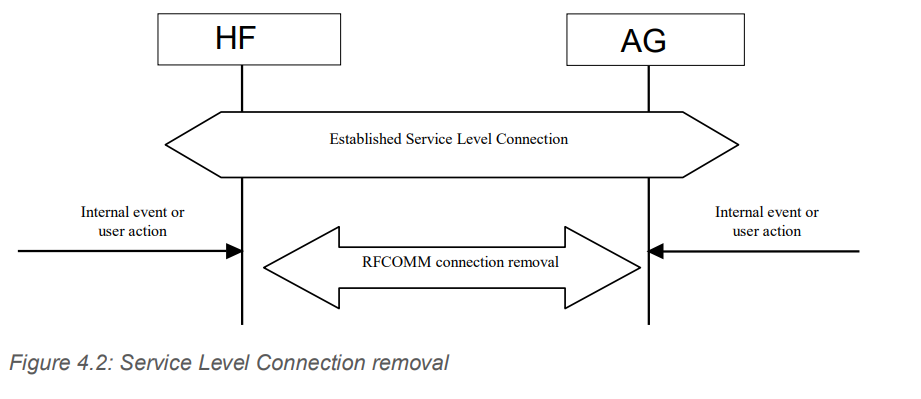 HF
AG
Established Service Level Connection
Internal event or
user action
Internal event or
user action
RFCOMM connection removal
Figure 4.2: Service Level Connection removal